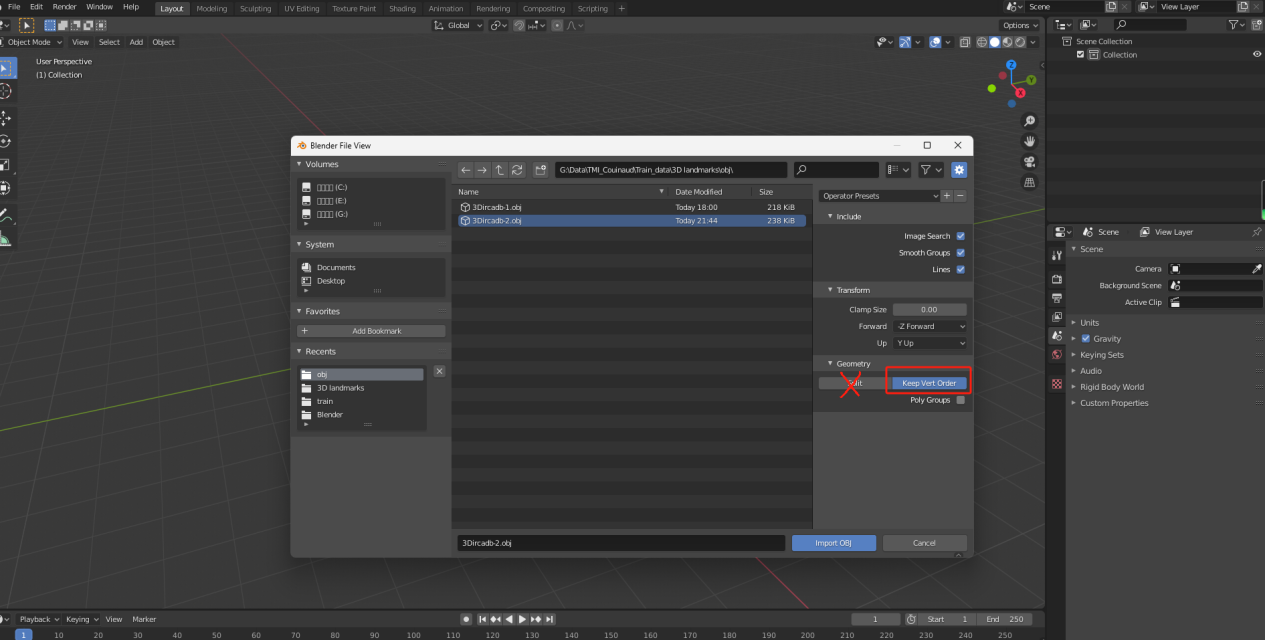 File Edit Render Window Help
Layout Modeling Sculpting UV Editing Texture Paint Shading Animation Rendering Compositing Scripting +
Scene View Layer
Global Options
Object Mode View Select Add Object
User Perspective
(1) Collection
Z
Y
X
Scene Collection
Collection
Blender File View
Volumes
(C:)
(E:)
(G:)
System
Documents
Desktop
Favorites
Add Bookmark
Recents
obj
3D landmarks
train
Blender
G:\Data\TMI_Couinaud\Train_data\3D landmarks\obj\
Name Date Modified Size
3Dircadb-1.obj Today 18:00 218 KiB
3Dircadb-2.obj Today 21:44 238 KiB
Operator Presets
Include
Image Search
Smooth Groups
Lines
Transform
Clamp Size 0.00
Forward -Z Forward
Up Y Up
Geometry
Split Keep Vert Order
Poly Groups
3Dircadb-2.obj Import OBJ Cancel
Scene View Layer
Scene
Camera
Background Scene
Active Clip
Units
Gravity
Keying Sets
Audio
Rigid Body World
Custom Properties
Playback Keying View Marker 1 Start 1 End 250
1 10 20 30 40 50 60 70 80 90 100 110 120 130 140 150 160 170 180 190 200 210 220 230 240 250